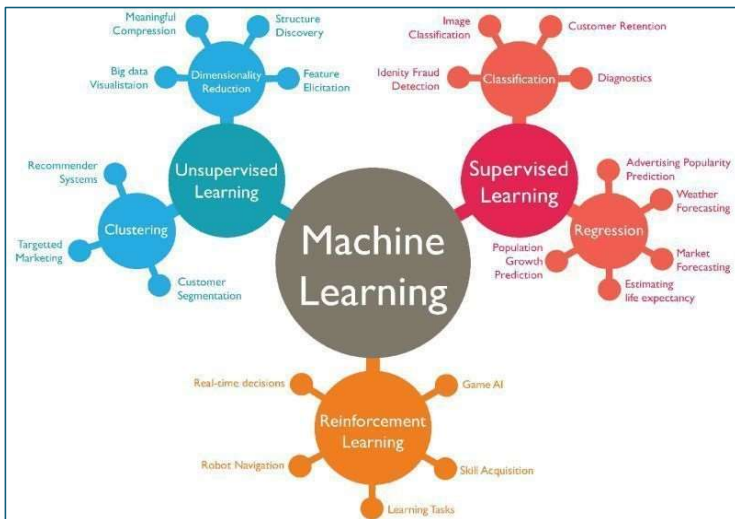 Meaningful
Compression
Structure
Discovery
Big data
Visualistaion
Dimensionality
Reduction
Feature
Elicitation
Unsupervised
Learning
Recommender
Systems
Clustering
Targetted
Marketing
Customer
Segmentation
Image
Classification
Customer Retention
Idenity Fraud
Detection
Classification
Diagnostics
Supervised
Learning
Advertising Popularity
Prediction
Weather
Forecasting
Regression
Population
Growth
Prediction
Market
Forecasting
Estimating
life expectancy
Machine
Learning
Real-time decisions
Game AI
Reinforcement
Learning
Robot Navigation
Skill Acquisition
Learning Tasks